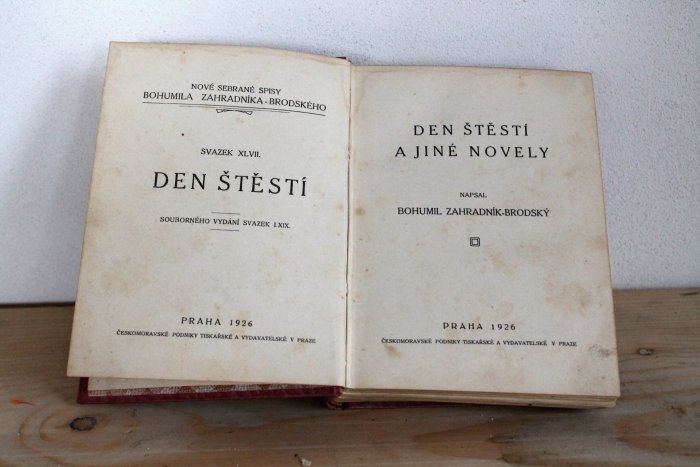 NOVÉ SEBRANÉ SPISY
BOHUMILA ZAHRADNÍKA-BRODSKÉHO
SVAZEK XLVII.
DEN ŠTĚSTÍ
SOUBORNÉHO VYDÁNÍ SVAZEK LXIX.
PRAHA 1926
ČESKOMORAVSKÉ PODNIKY TISKAŘSKÉ A VYDAVATELSKÉ V PRAZE
DEN ŠTĚSTÍ
A JINÉ NOVELY
NAPSAL
BOHUMIL ZAHRADNÍK-BRODSKÝ
PRAHA 1926
ČESKOMORAVSKÉ PODNIKY TISKAŘSKÉ A VYDAVATELSKÉ V PRAZE